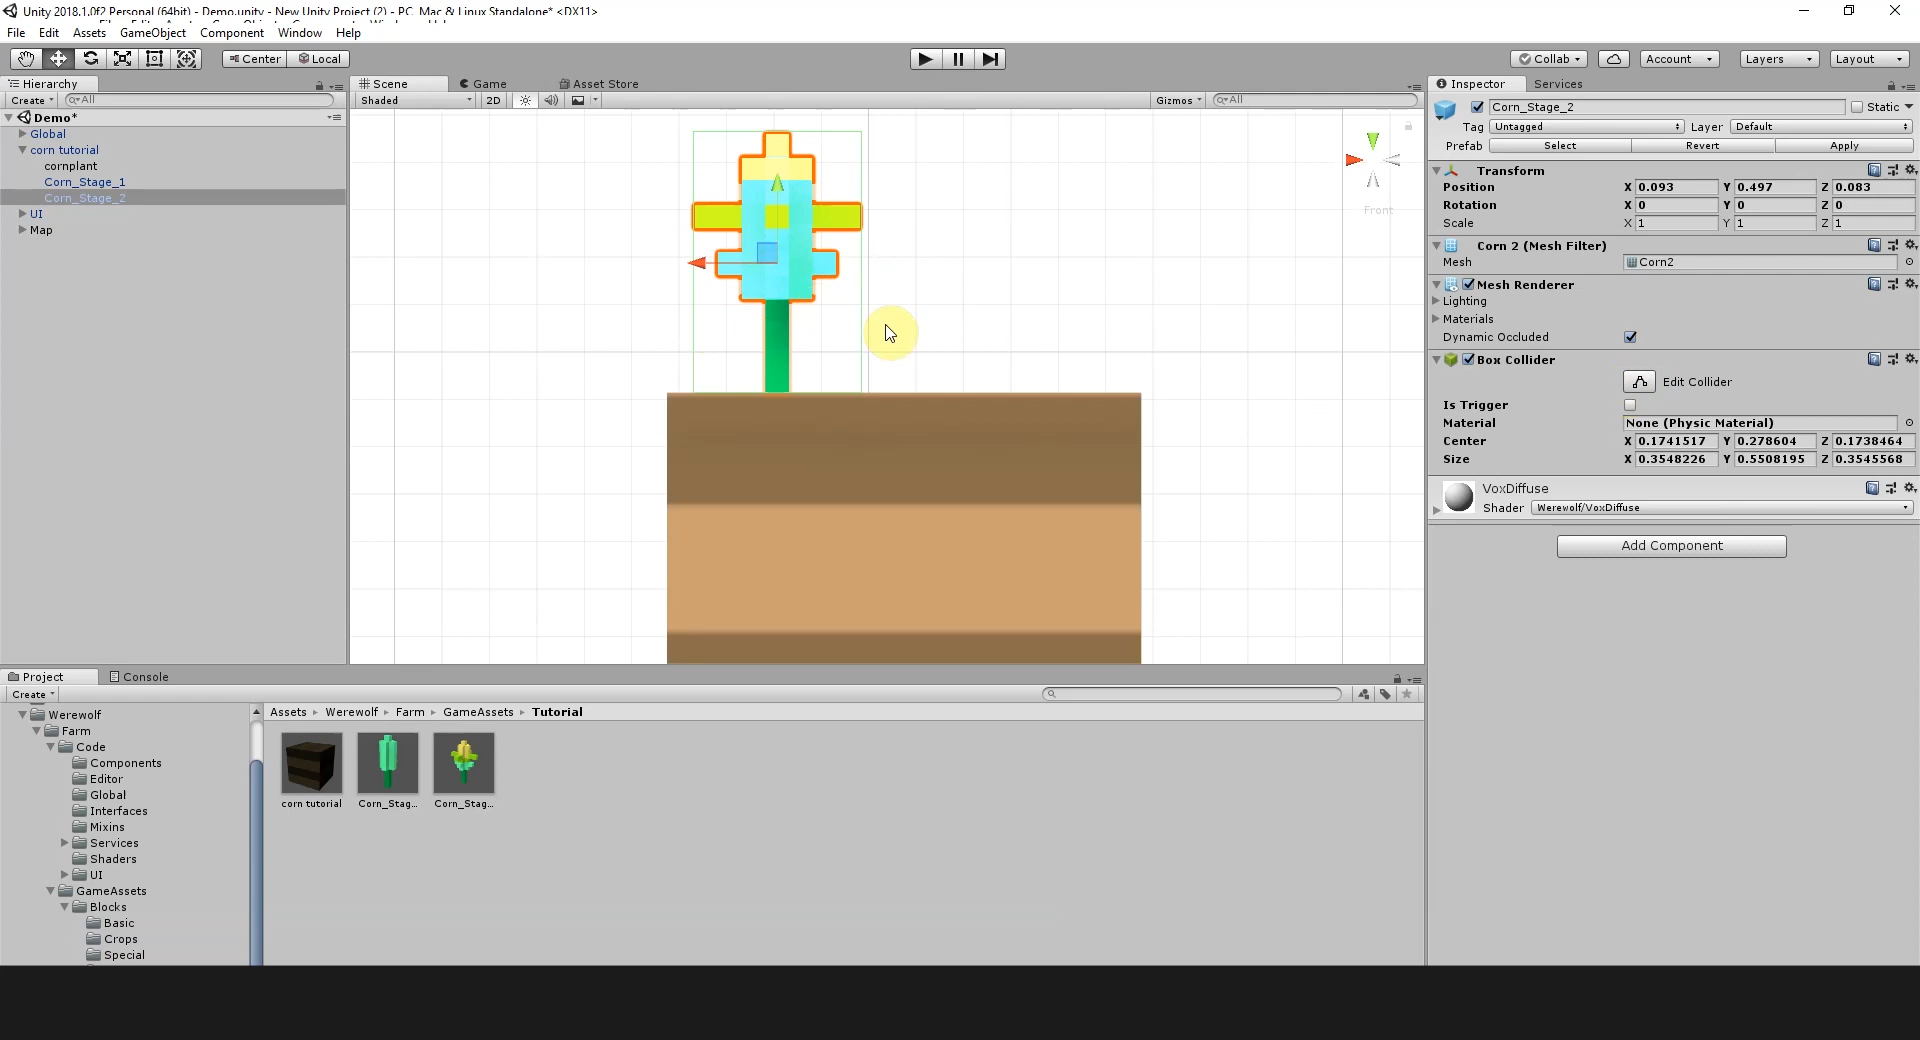 Unity 2018.1.0f2 Personal (64bit) - Demo.unity - New Unity Project (2) - PC, Mac & Linux Standalone* <DX11>
File Edit Assets GameObject Component Window Help
Center Local Collab Account Layers Layout
Hierarchy
Create All
Demo*
Global
corn tutorial
cornplant
Corn_Stage_1
Corn_Stage_2
UI
Map
Scene Game Asset Store
Shaded 2D Gizmos All
Front
Inspector Services
Corn_Stage_2 Static
Tag Untagged Layer Default
Prefab Select Revert Apply
Transform
Position X 0.093 Y 0.497 Z 0.083
Rotation X 0 Y 0 Z 0
Scale X 1 Y 1 Z 1
Corn 2 (Mesh Filter)
Mesh Corn2
Mesh Renderer
Lighting
Materials
Dynamic Occluded
Box Collider
Edit Collider
Is Trigger
Material None (Physic Material)
Center X 0.1741517 Y 0.278604 Z 0.1738464
Size X 0.3548226 Y 0.5508195 Z 0.3545568
VoxDiffuse
Shader Werewolf/VoxDiffuse
Add Component
Project Console
Create
Werewolf
Farm
Code
Components
Editor
Global
Interfaces
Mixins
Services
Shaders
UI
GameAssets
Blocks
Basic
Crops
Special
Assets Werewolf Farm GameAssets Tutorial
corn tutorial Corn_Stag... Corn_Stag...